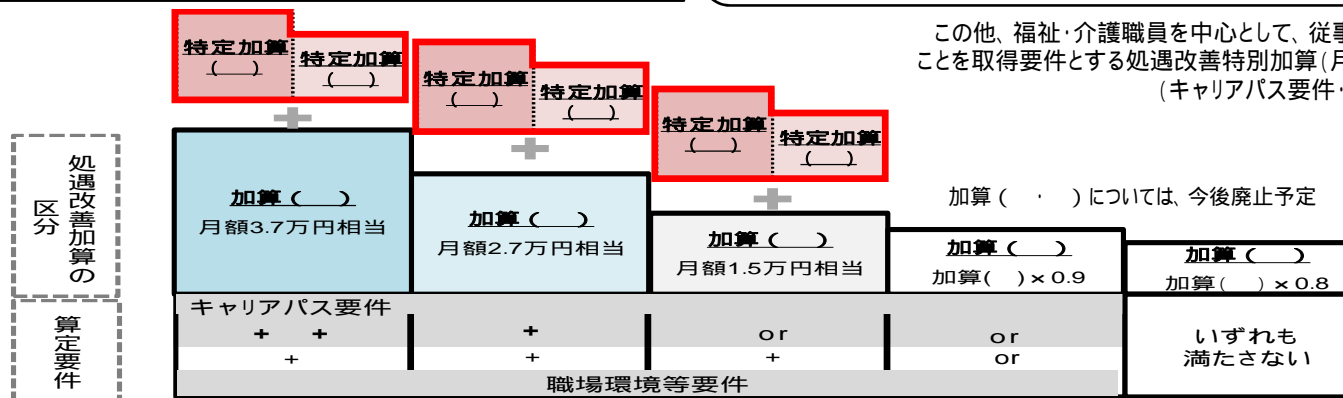 この他、福祉・介護職員を中心として、従事
ことを取得要件とする処遇改善特別加算(月
(キャリアパス要件・
特定加算
(　)
特定加算
(　)
特定加算
(　)
特定加算
(　)
特定加算
(　)
特定加算
(　)
処遇改善加算の
区分
加算 (　)
月額3.7万円相当
加算 (　)
月額2.7万円相当
加算 (　)
月額1.5万円相当
加算 (　・　) については、今後廃止予定
加算 (　)
加算(　)×0.9
加算 (　)
加算(　)×0.8
算定要件
キャリアパス要件
+ +
+
or
or
+
+
+
or
いずれも
満たさない
職場環境等要件